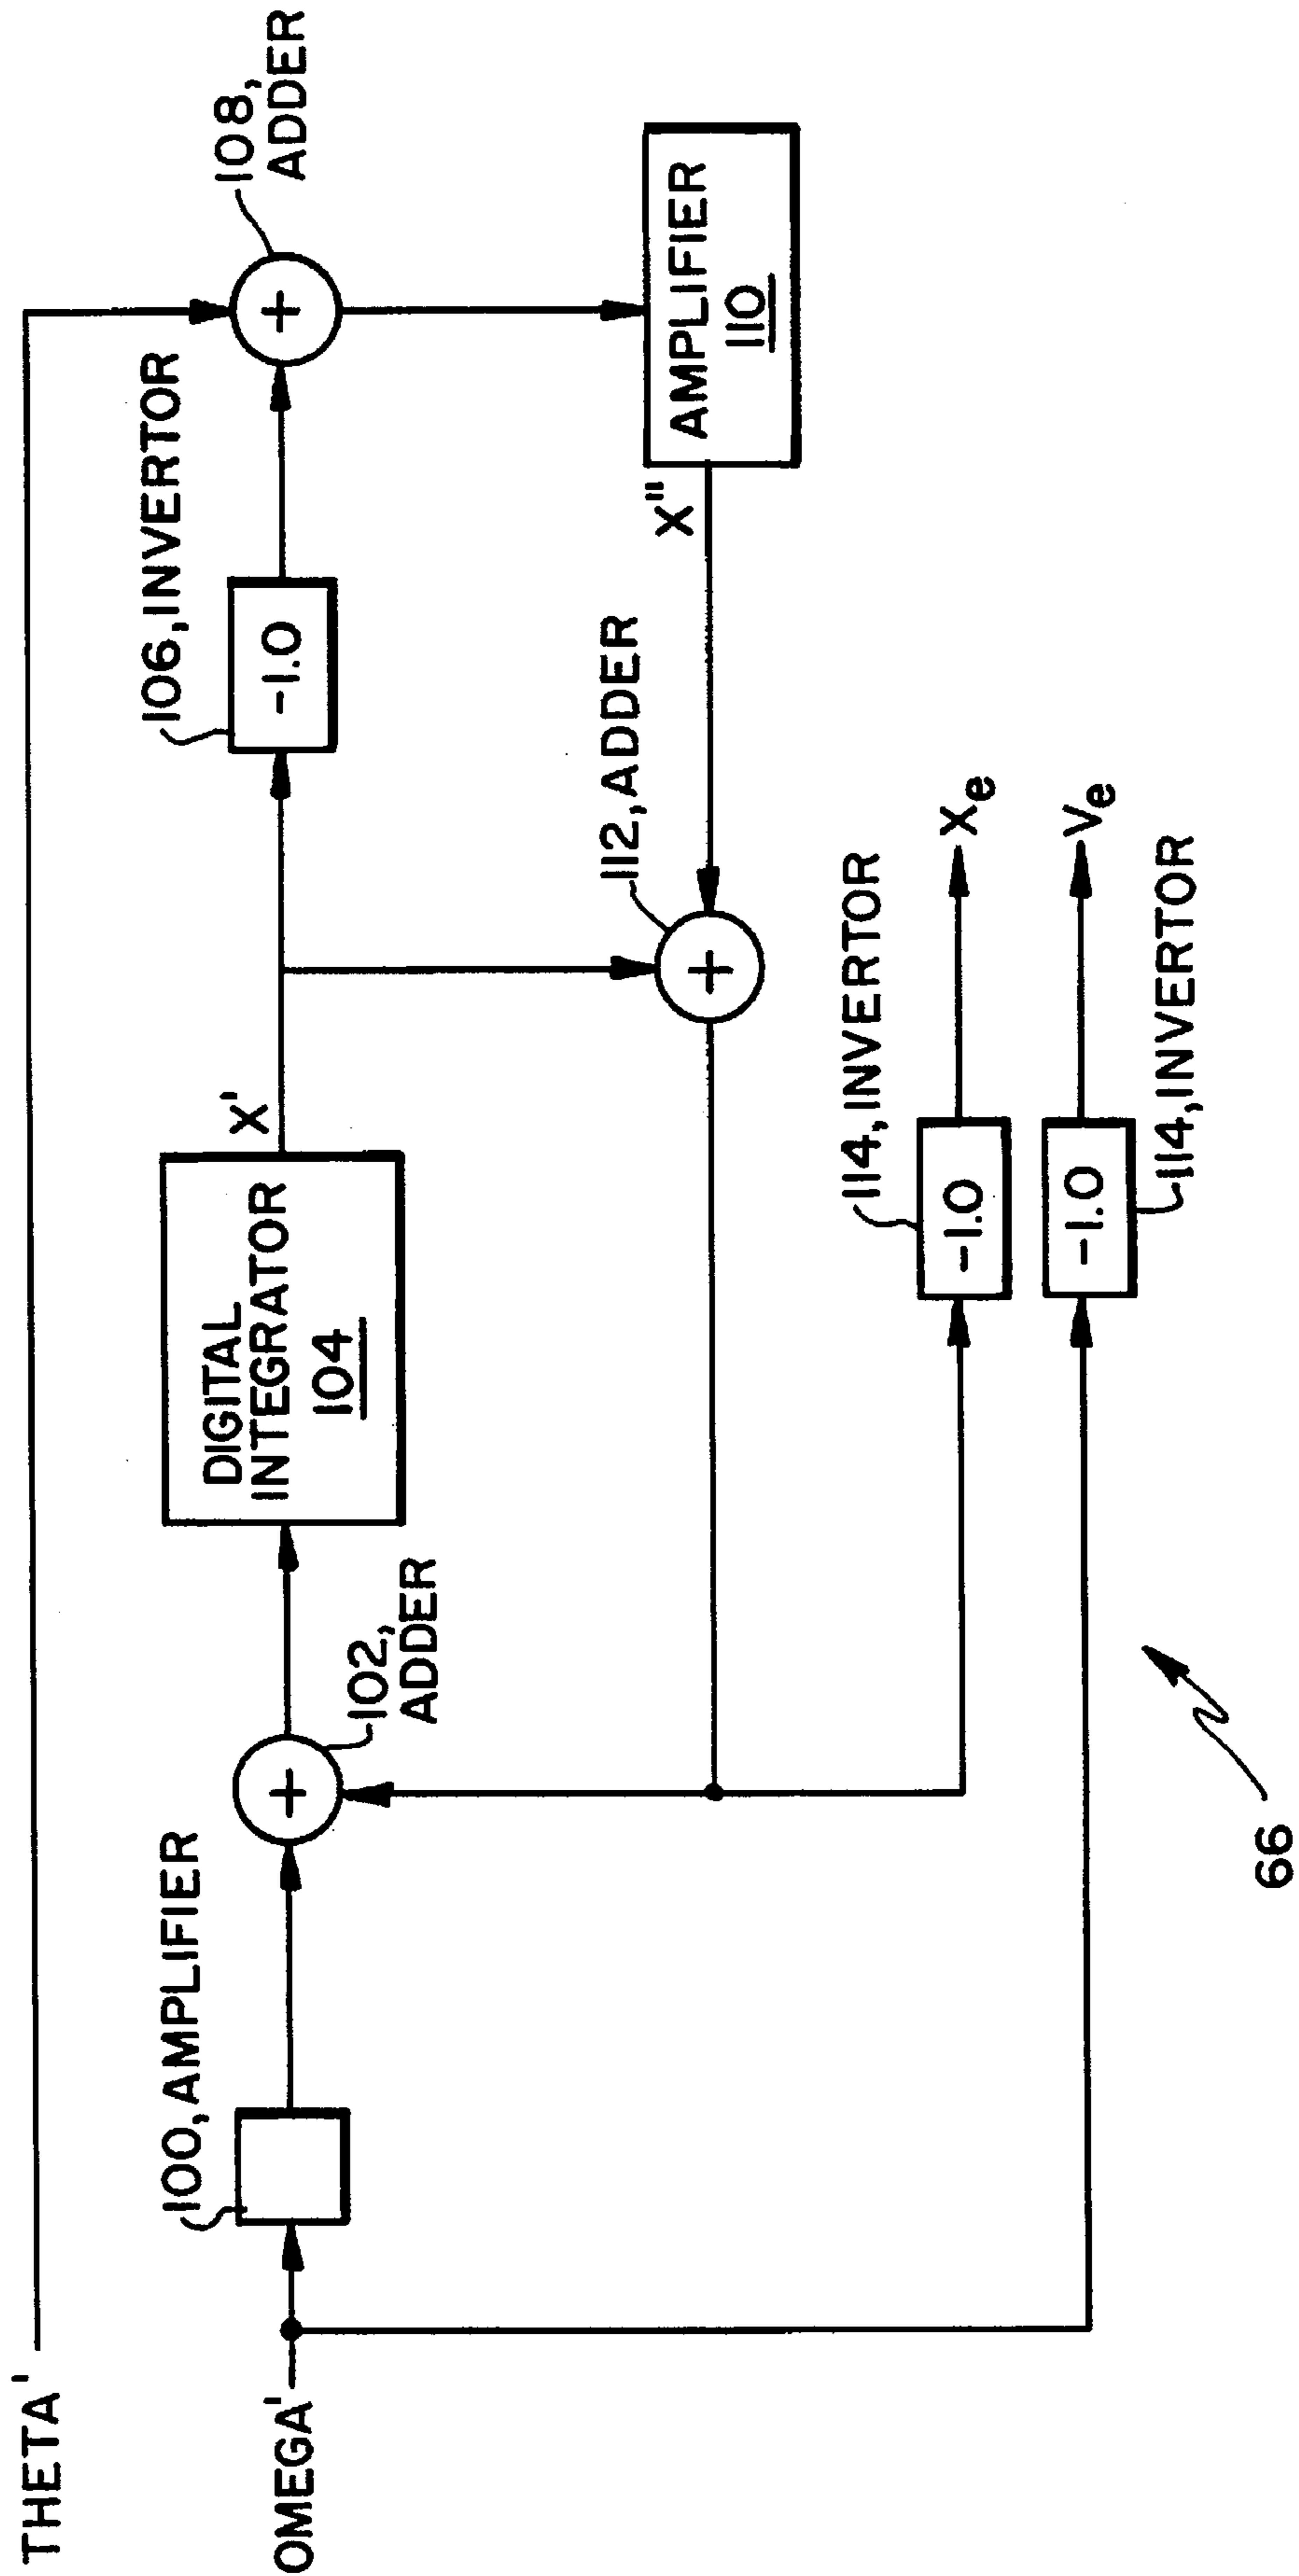 THETA'
OMEGA'
100, AMPLIFIER
+
102,
ADDER
DIGITAL
INTEGRATOR
104
X'
106, INVERTOR
-1.0
108,
ADDER
+
AMPLIFIER
110
X"
112, ADDER
+
114, INVERTOR
-1.0
Xe
-1.0
Ve
114, INVERTOR
66